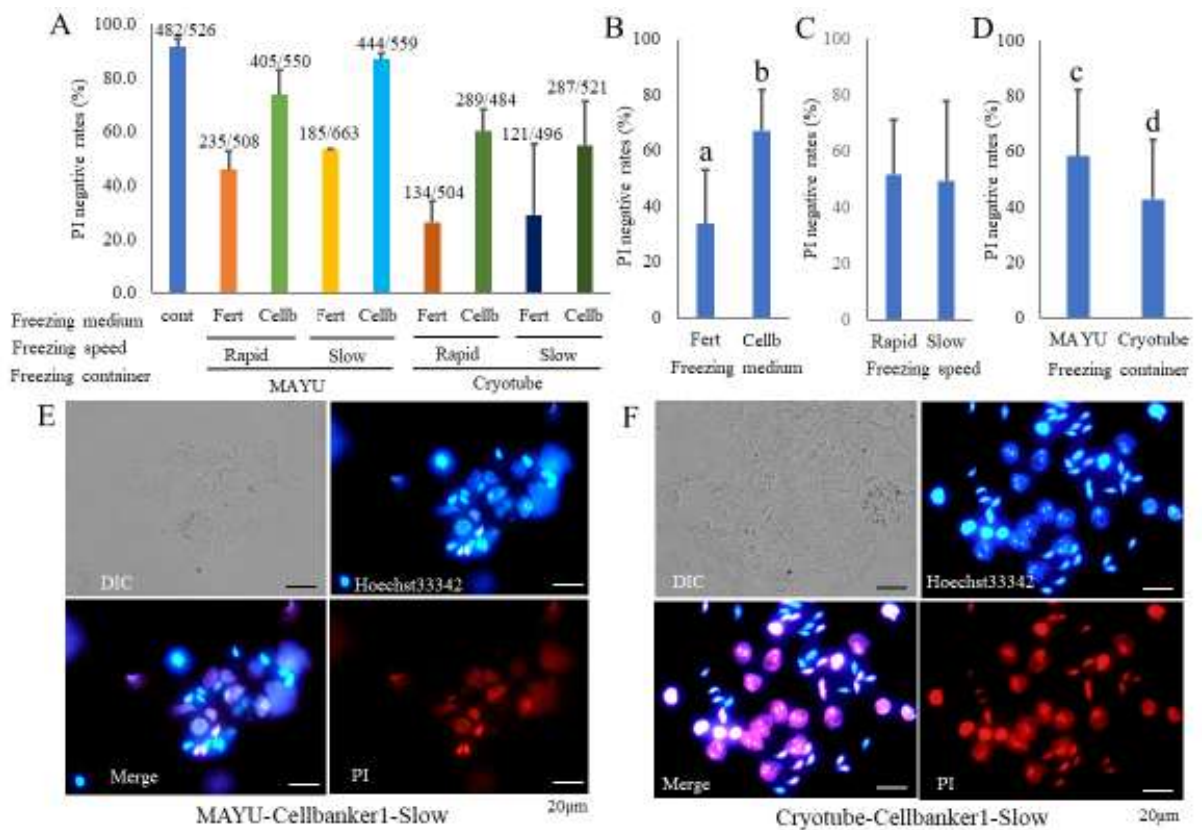 A
PI negative rates (%)
100.0
80.0
60.0
40.0
20.0
0.0
482/526
235/508
405/550
185/663
444/559
134/504
289/484
121/496
287/521
Freezing medium
cont Fert Cellb Fert Cellb Fert Cellb Fert Cellb
Freezing speed
Rapid Slow Rapid Slow
Freezing container
MAYU Cryotube
B
PI negative rates (%)
100
80
60
40
20
0
a
b
Fert Cellb
Freezing medium
C
PI negative rates (%)
100
80
60
40
20
0
Rapid Slow
Freezing speed
D
PI negative rates (%)
100
80
60
40
20
0
c
d
MAYU Cryotube
Freezing container
E
DIC
Hoechst33342
Merge
PI
MAYU-Cellbanker1-Slow
20μm
F
DIC
Hoechst33342
Merge
PI
Cryotube-Cellbanker1-Slow
20μm